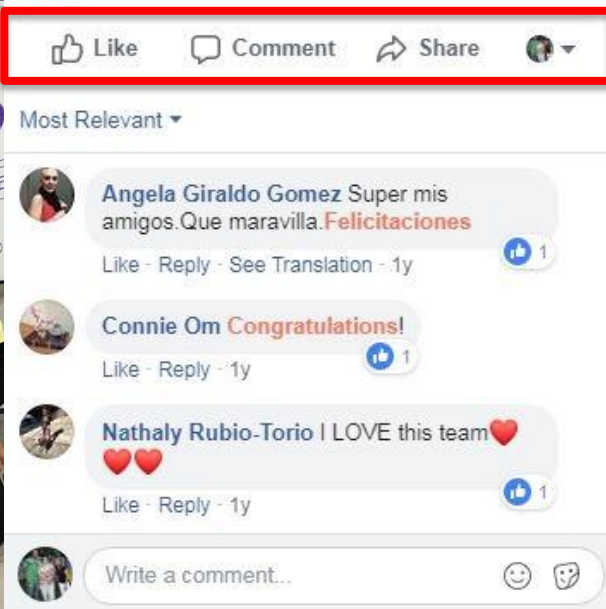 Like Comment Share
Most Relevant
Angela Giraldo Gomez Super mis
amigos.Que maravilla.Felicitaciones
1
Like · Reply · See Translation · 1y
Connie Om Congratulations!
1
Like · Reply · 1y
Nathaly Rubio-Torio I LOVE this team❤️
❤️❤️
1
Like · Reply · 1y
Write a comment...